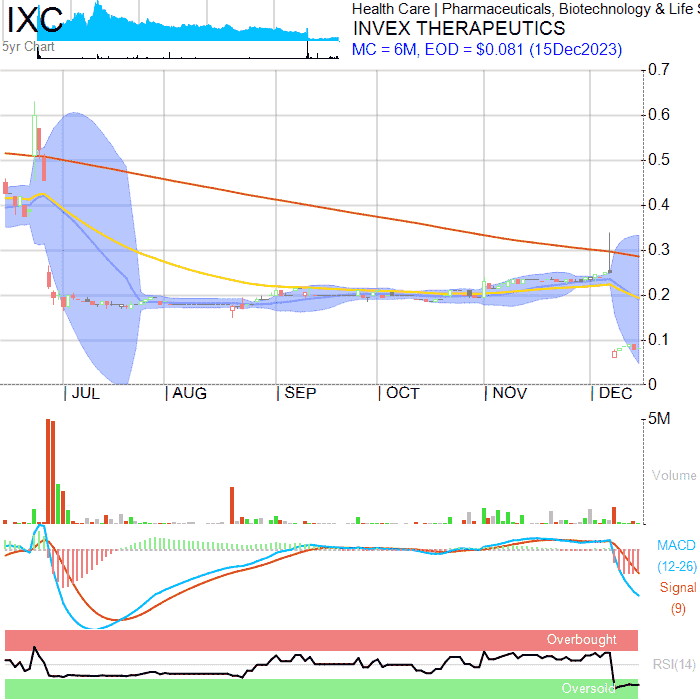 IXC
5yr Chart
Health Care | Pharmaceuticals, Biotechnology & Life S
INVEX THERAPEUTICS
MC = 6M, EOD = $0.081 (15Dec2023)
0.7
0.6
0.5
0.4
0.3
0.2
0.1
0
| JUL | AUG | SEP | OCT | NOV | DEC
5M
Volume
MACD
(12-26)
Signal
(9)
Overbought
RSI(14)
Oversold